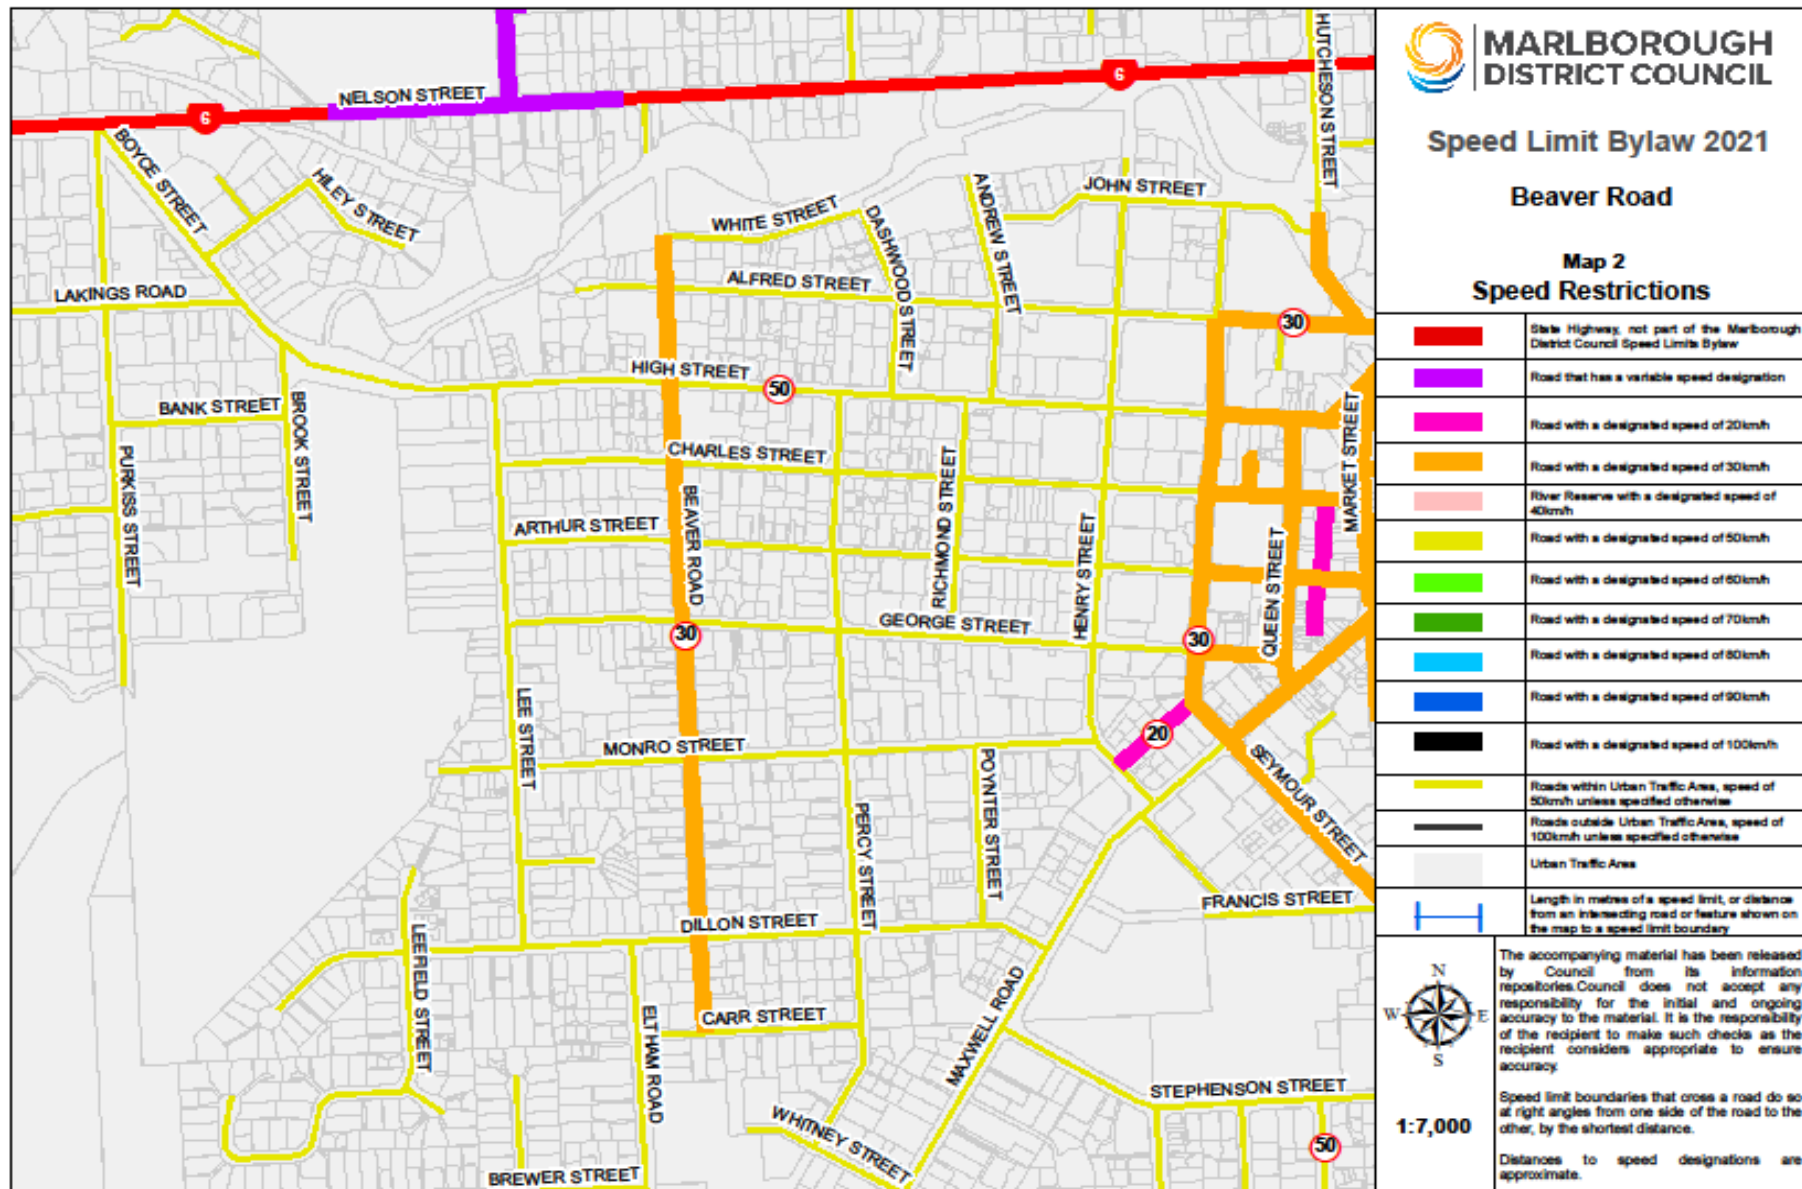 NELSON STREET
6
6
HUTCHESON STREET
BOYCE STREET
HILEY STREET
LAKINGS ROAD
WHITE STREET
DASHWOOD STREET
ANDREW STREET
JOHN STREET
ALFRED STREET
30
HIGH STREET
50
BANK STREET
BROOK STREET
PURKISS STREET
CHARLES STREET
BEAVER ROAD
ARTHUR STREET
RICHMOND STREET
HENRY STREET
QUEEN STREET
MARKET STREET
GEORGE STREET
30
30
LEE STREET
MONRO STREET
20
SEYMOUR STREET
POYNTER STREET
PERCY STREET
DILLON STREET
FRANCIS STREET
LEEFIELD STREET
ELTHAM ROAD
CARR STREET
MAXWELL ROAD
STEPHENSON STREET
WHITNEY STREET
BREWER STREET
50
MARLBOROUGH
DISTRICT COUNCIL
Speed Limit Bylaw 2021
Beaver Road
Map 2
Speed Restrictions
State Highway, not part of the Marlborough
District Council Speed Limits Bylaw
Road that has a variable speed designation
Road with a designated speed of 20km/h
Road with a designated speed of 30km/h
River Reserve with a designated speed of
40km/h
Road with a designated speed of 50km/h
Road with a designated speed of 60km/h
Road with a designated speed of 70km/h
Road with a designated speed of 80km/h
Road with a designated speed of 90km/h
Road with a designated speed of 100km/h
Roads within Urban Traffic Area, speed of
50km/h unless specified otherwise
Roads outside Urban Traffic Area, speed of
100km/h unless specified otherwise
Urban Traffic Area
Length in metres of a speed limit, or distance
from an intersecting road or feature shown on
the map to a speed limit boundary
N
W
E
S
1:7,000
The accompanying material has been released
by Council from its information
repositories.Council does not accept any
responsibility for the initial and ongoing
accuracy to the material. It is the responsibility
of the recipient to make such checks as the
recipient considers appropriate to ensure
accuracy.
Speed limit boundaries that cross a road do so
at right angles from one side of the road to the
other, by the shortest distance.
Distances to speed designations are
approximate.